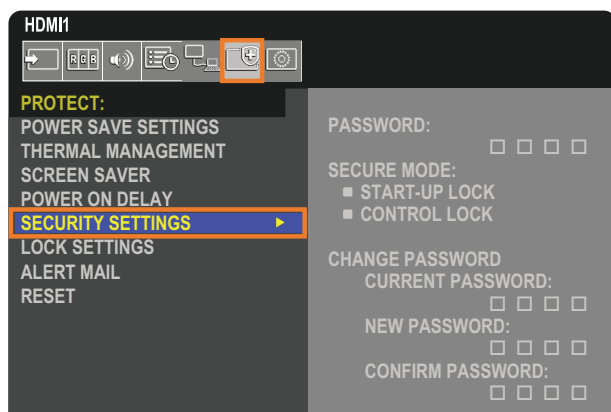 HDMI1
RGB
PROTECT:
POWER SAVE SETTINGS
THERMAL MANAGEMENT
SCREEN SAVER
POWER ON DELAY
SECURITY SETTINGS
LOCK SETTINGS
ALERT MAIL
RESET
PASSWORD:
SECURE MODE:
START-UP LOCK
CONTROL LOCK
CHANGE PASSWORD
CURRENT PASSWORD:
NEW PASSWORD:
CONFIRM PASSWORD: